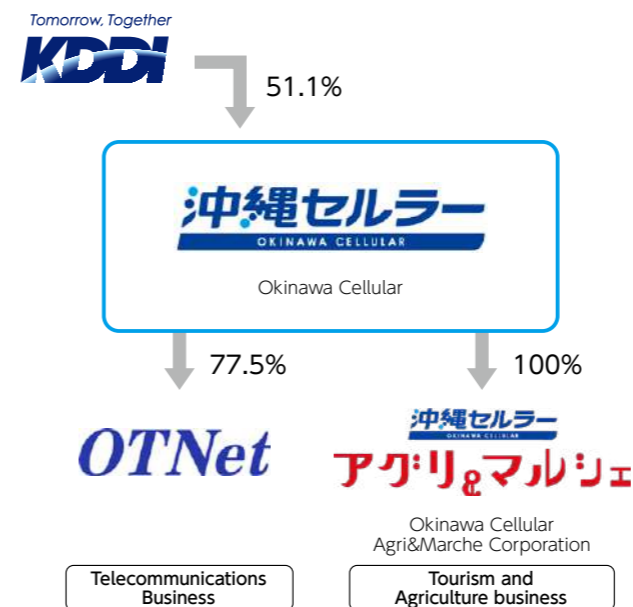 Tomorrow, Together
KDDI
51.1%
沖縄セルラー
OKINAWA CELLULAR
Okinawa Cellular
77.5%
100%
OTNet
沖縄セルラー
OKINAWA CELLULAR
アグリ&マルシェ
Okinawa Cellular
Agri&Marche Corporation
Telecommunications
Business
Tourism and
Agriculture business